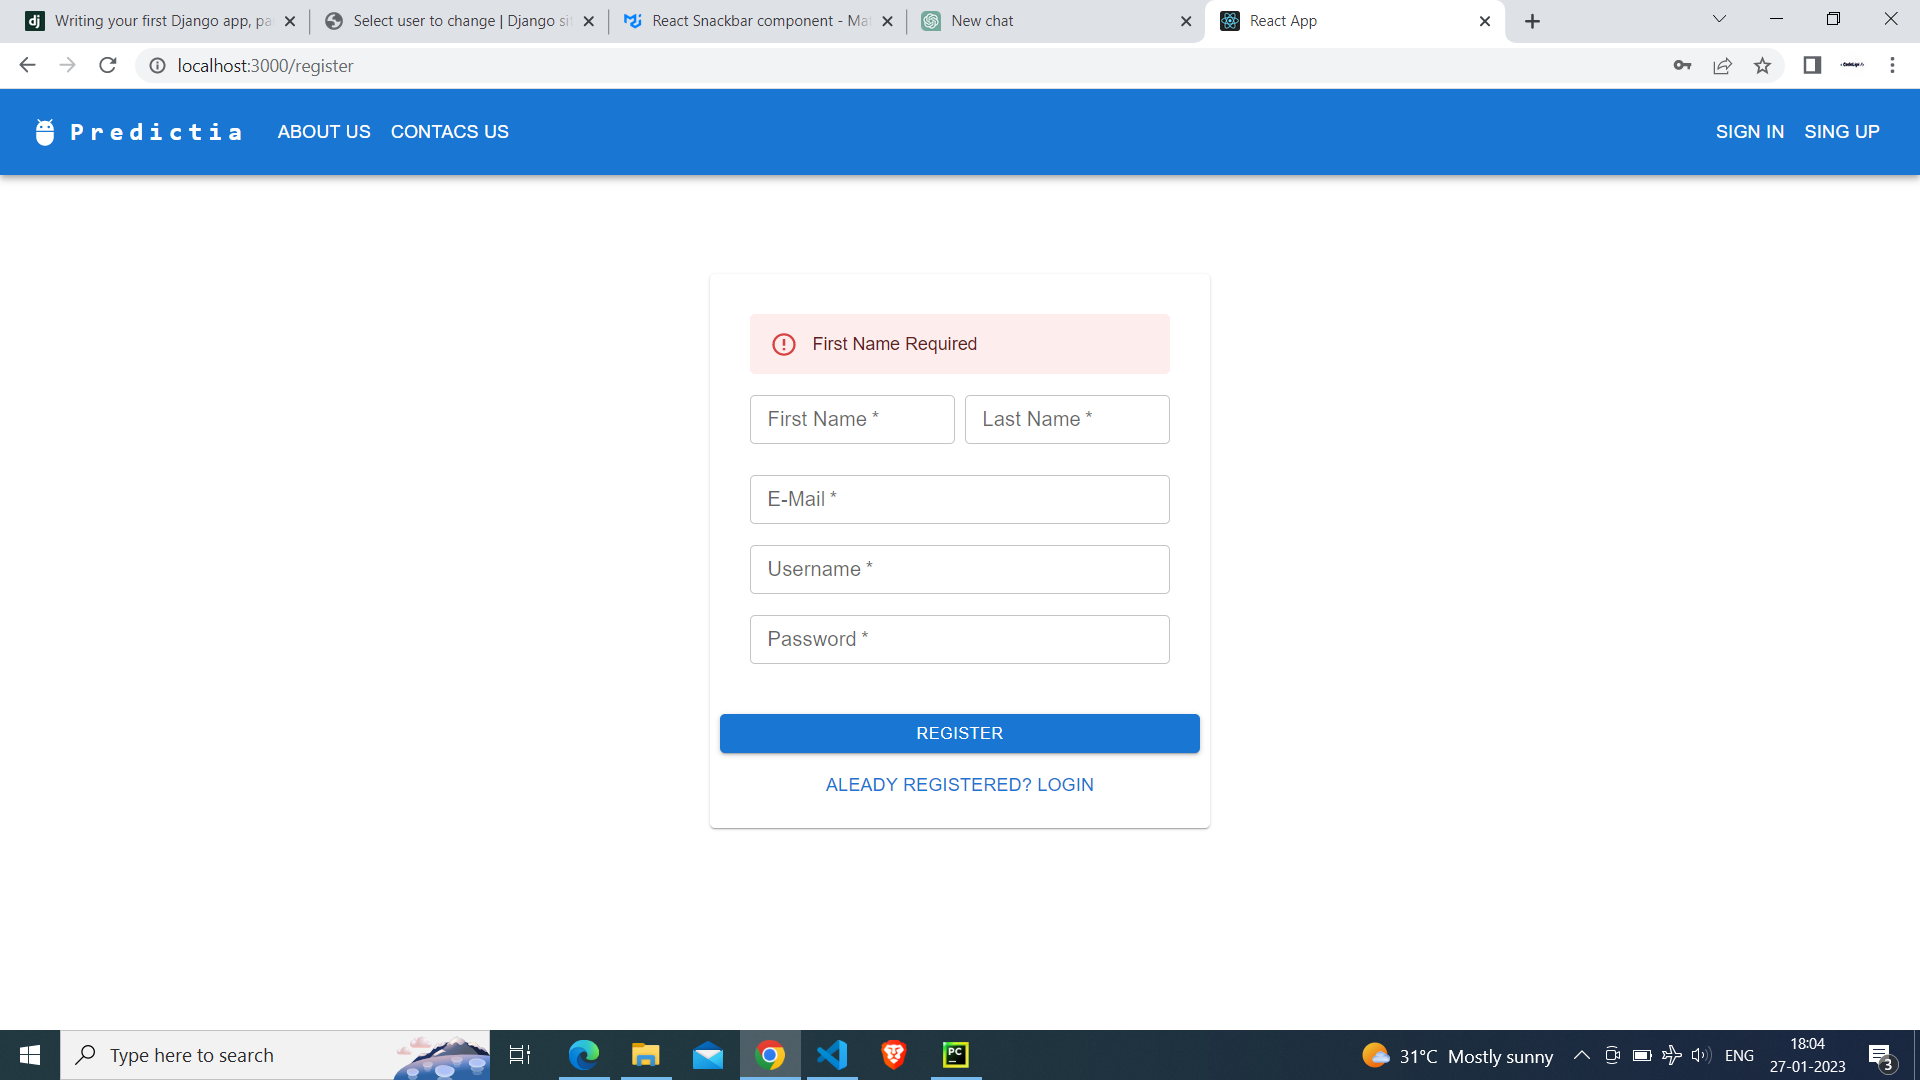 Writing your first Django app, pa
Select user to change | Django si
React Snackbar component - Ma
New chat
React App
localhost:3000/register
Predictia
ABOUT US
CONTACS US
SIGN IN
SING UP
First Name Required
First Name *
Last Name *
E-Mail *
Username *
Password *
REGISTER
ALEADY REGISTERED? LOGIN
Type here to search
31°C Mostly sunny
ENG
18:04
27-01-2023
3